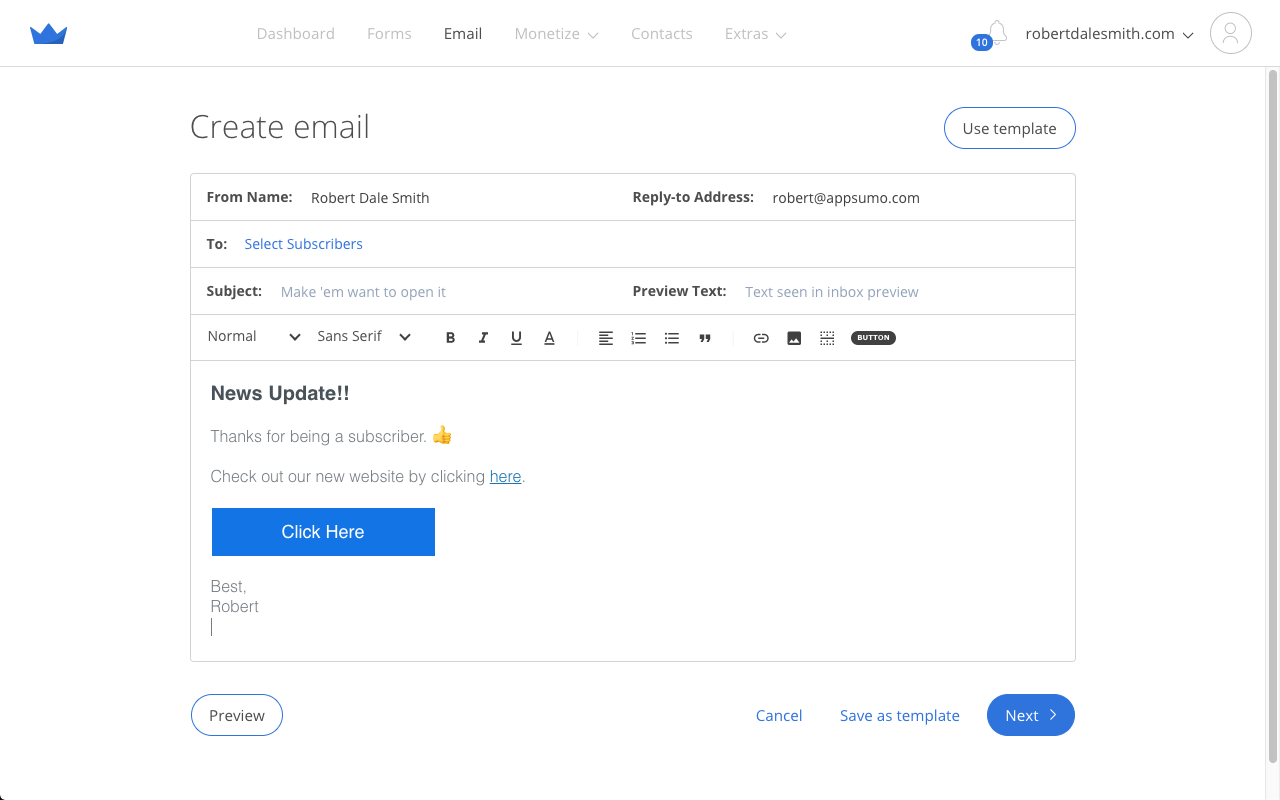 Dashboard Forms Email Monetize Contacts Extras 10 robertdalesmith.com
Create email Use template
From Name: Robert Dale Smith Reply-to Address: robert@appsumo.com
To: Select Subscribers
Subject: Make 'em want to open it Preview Text: Text seen in inbox preview
Normal Sans Serif B I U A BUTTON
News Update!!
Thanks for being a subscriber. 👍
Check out our new website by clicking here.
Click Here
Best,
Robert
Preview Cancel Save as template Next